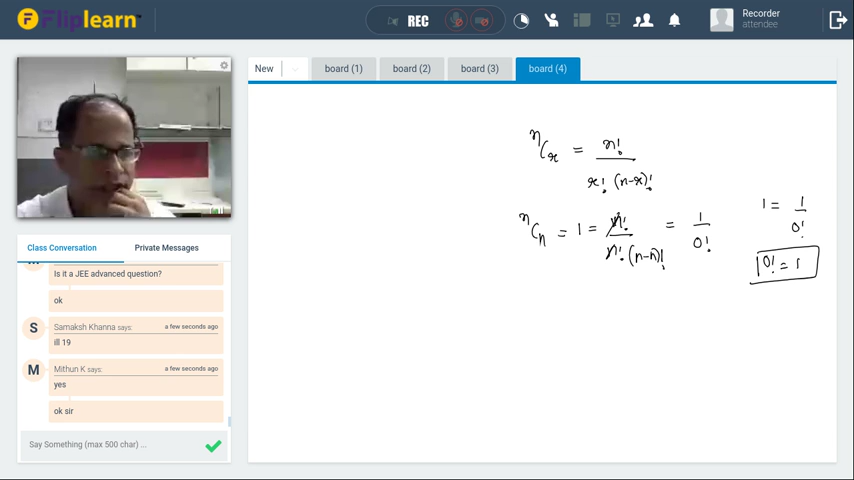 Fliplearn
REC
Recorder
attendee
New board (1) board (2) board (3) board (4)
ⁿCᵣ = n! / r! (n-r)!
ⁿCₙ = 1 = n! / n! (n-n)! = 1 / 0!
1 = 1 / 0!
0! = 1
Class Conversation Private Messages
Is it a JEE advanced question?
ok
S Samaksh Khanna says: a few seconds ago
ill 19
M Mithun K says: a few seconds ago
yes
ok sir
Say Something (max 500 char) ...